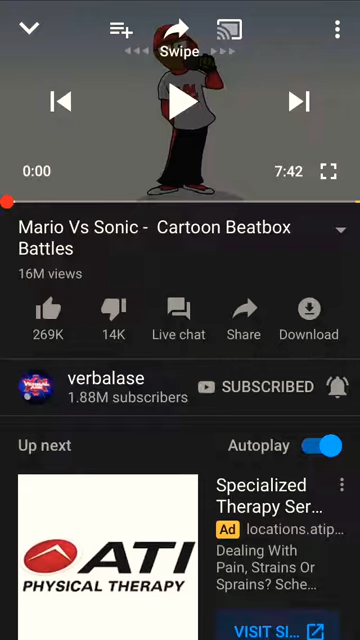 Swipe
0:00
7:42
Mario Vs Sonic - Cartoon Beatbox
Battles
16M views
269K
14K
Live chat
Share
Download
verbalase
1.88M subscribers
SUBSCRIBED
Up next
Autoplay
ATI
PHYSICAL THERAPY
Specialized
Therapy Ser...
Ad locations.atip...
Dealing With
Pain, Strains Or
Sprains? Sche...
VISIT SI...